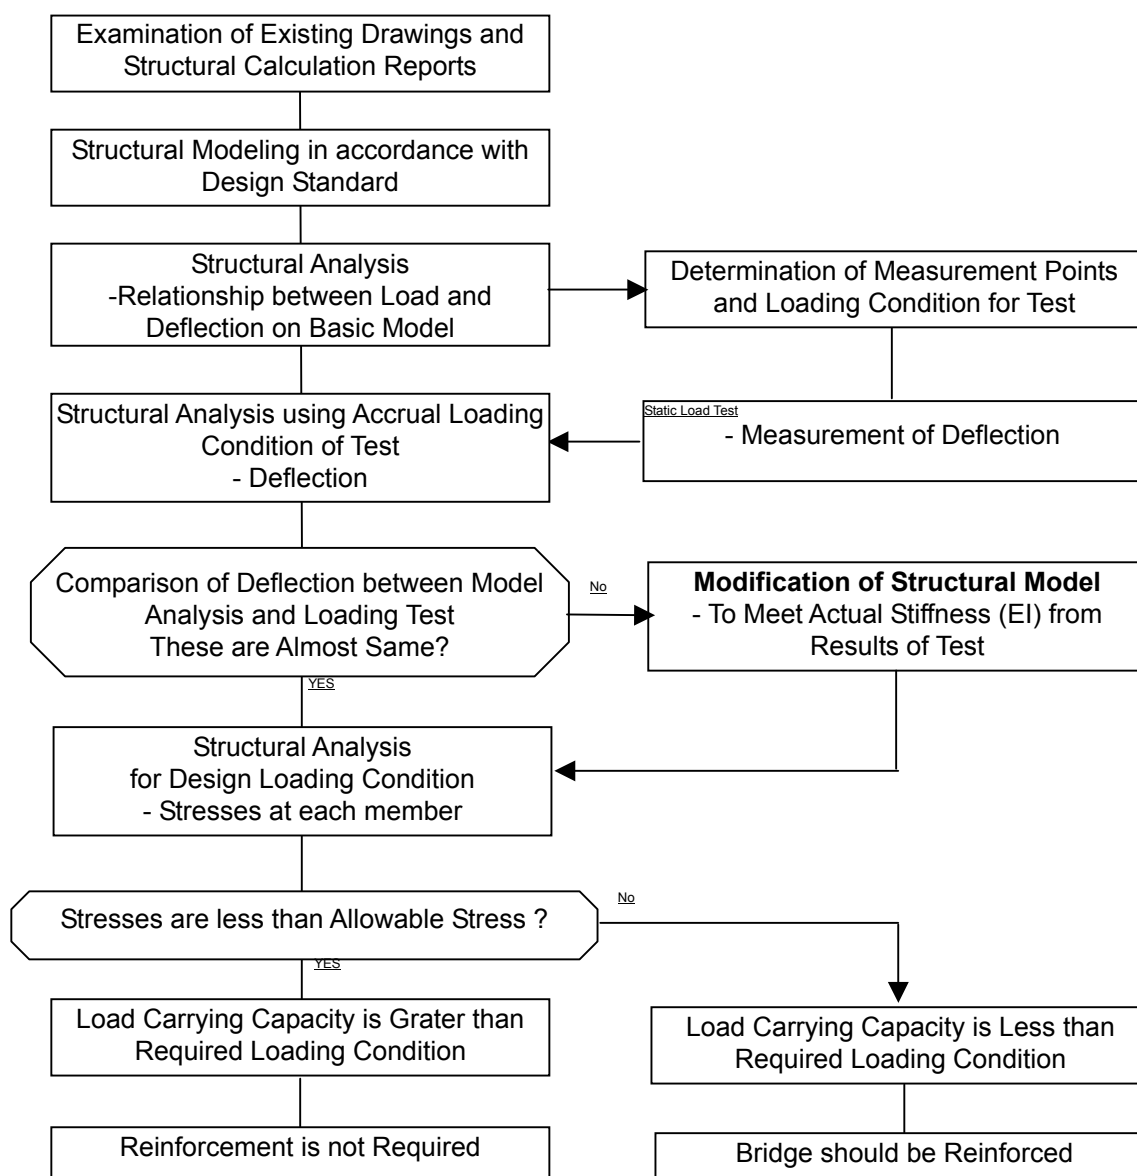 Examination of Existing Drawings and
Structural Calculation Reports
Structural Modeling in accordance with
Design Standard
Structural Analysis
-Relationship between Load and
Deflection on Basic Model
Determination of Measurement Points
and Loading Condition for Test
Structural Analysis using Accrual Loading
Condition of Test
- Deflection
Static Load Test
- Measurement of Deflection
Comparison of Deflection between Model
Analysis and Loading Test
These are Almost Same?
No
Modification of Structural Model
- To Meet Actual Stiffness (EI) from
Results of Test
YES
Structural Analysis
for Design Loading Condition
- Stresses at each member
Stresses are less than Allowable Stress ?
No
YES
Load Carrying Capacity is Grater than
Required Loading Condition
Load Carrying Capacity is Less than
Required Loading Condition
Reinforcement is not Required
Bridge should be Reinforced